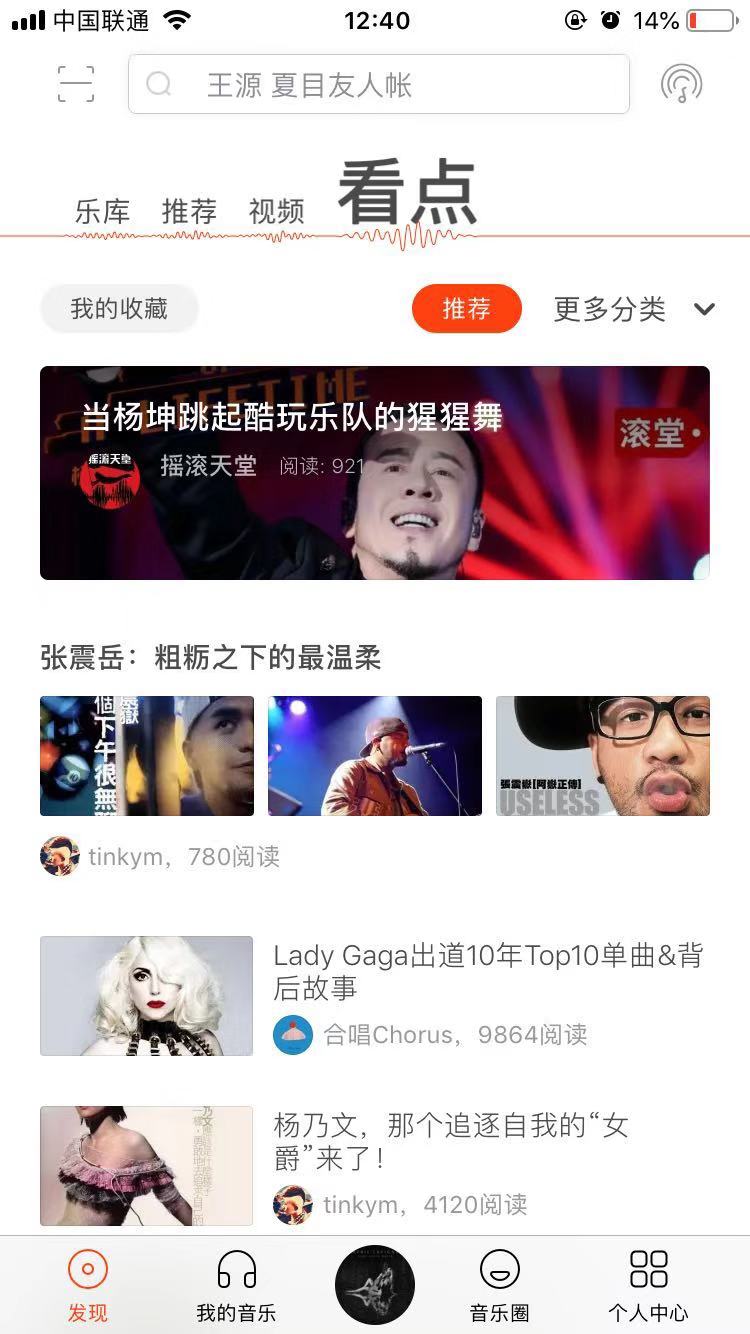 中国联通
12:40
14%
王源 夏目友人帐
乐库
推荐
视频
看点
我的收藏
推荐
更多分类
当杨坤跳起酷玩乐队的猩猩舞
滚堂
摇滚天堂
摇滚天堂 阅读: 921
张震岳：粗粝之下的最温柔
個下午很無聊
張震嶽[阿嶽正傳]
USELESS
tinkym，780阅读
Lady Gaga出道10年Top10单曲&背
后故事
合唱Chorus，9864阅读
杨乃文，那个追逐自我的“女
爵”来了！
tinkym，4120阅读
发现
我的音乐
音乐圈
个人中心